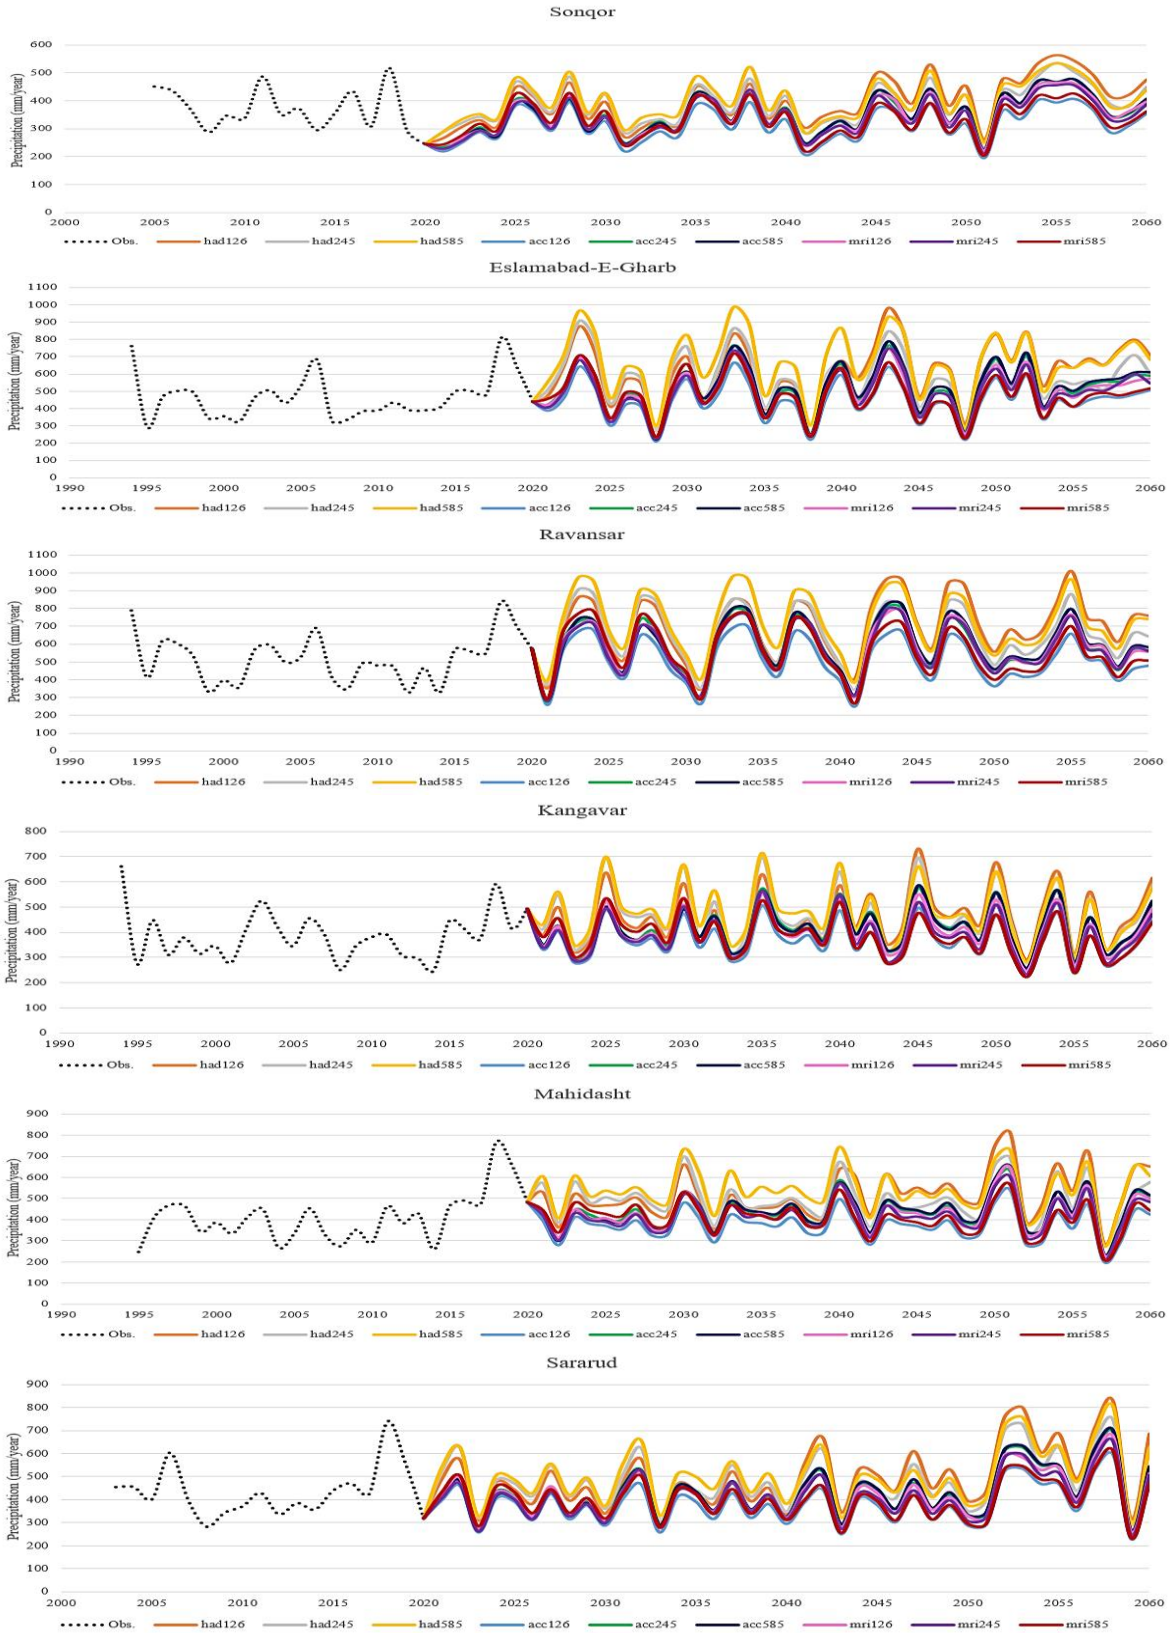 Sonqor
Precipitation (mm/year)
600
500
400
300
200
100
0
2000 2005 2010 2015 2020 2025 2030 2035 2040 2045 2050 2055 2060
Obs. had126 had245 had585 acc126 acc245 acc585 mri126 mri245 mri585
Eslamabad-E-Gharb
Precipitation (mm/year)
1100
1000
900
800
700
600
500
400
300
200
100
0
1990 1995 2000 2005 2010 2015 2020 2025 2030 2035 2040 2045 2050 2055 2060
Obs. had126 had245 had585 acc126 acc245 acc585 mri126 mri245 mri585
Ravansar
Precipitation (mm/year)
1100
1000
900
800
700
600
500
400
300
200
100
0
1990 1995 2000 2005 2010 2015 2020 2025 2030 2035 2040 2045 2050 2055 2060
Obs. had126 had245 had585 acc126 acc245 acc585 mri126 mri245 mri585
Kangavar
Precipitation (mm/year)
800
700
600
500
400
300
200
100
0
1990 1995 2000 2005 2010 2015 2020 2025 2030 2035 2040 2045 2050 2055 2060
Obs. had126 had245 had585 acc126 acc245 acc585 mri126 mri245 mri585
Mahidasht
Precipitation (mm/year)
900
800
700
600
500
400
300
200
100
0
1990 1995 2000 2005 2010 2015 2020 2025 2030 2035 2040 2045 2050 2055 2060
Obs. had126 had245 had585 acc126 acc245 acc585 mri126 mri245 mri585
Sararud
Precipitation (mm/year)
900
800
700
600
500
400
300
200
100
0
2000 2005 2010 2015 2020 2025 2030 2035 2040 2045 2050 2055 2060
Obs. had126 had245 had585 acc126 acc245 acc585 mri126 mri245 mri585